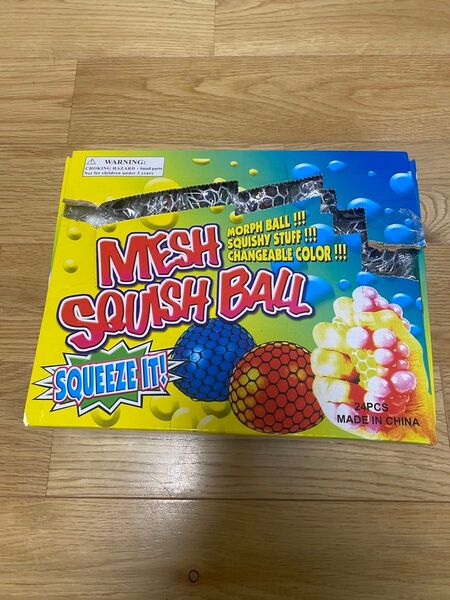 WARNING:
CHOKING HAZARD - Small parts
Not for children under 3 years
MORPH BALL !!!
SQUISHY STUFF !!!
CHANGEABLE COLOR !!!
MESH
SQUISH BALL
SQUEEZE IT!
24PCS
MADE IN CHINA